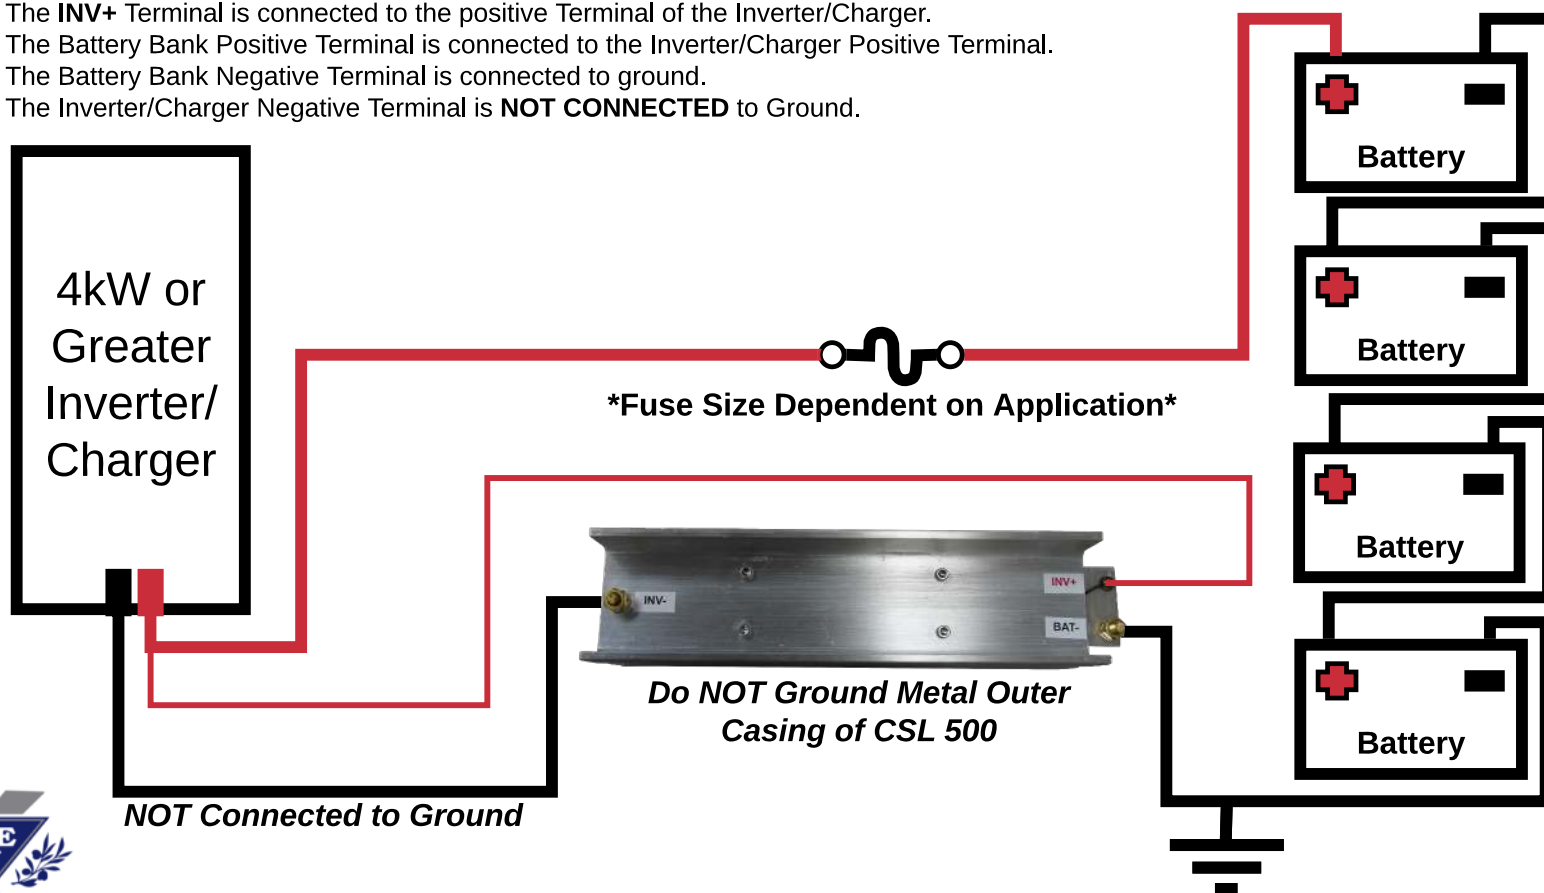 The INV+ Terminal is connected to the positive Terminal of the Inverter/Charger.
The Battery Bank Positive Terminal is connected to the Inverter/Charger Positive Terminal.
The Battery Bank Negative Terminal is connected to ground.
The Inverter/Charger Negative Terminal is NOT CONNECTED to Ground.
Battery
4kW or
Greater
Inverter/
Charger
Battery
*Fuse Size Dependent on Application*
Battery
INV+
INV-
BAT-
Do NOT Ground Metal Outer
Casing of CSL 500
Battery
NOT Connected to Ground
E